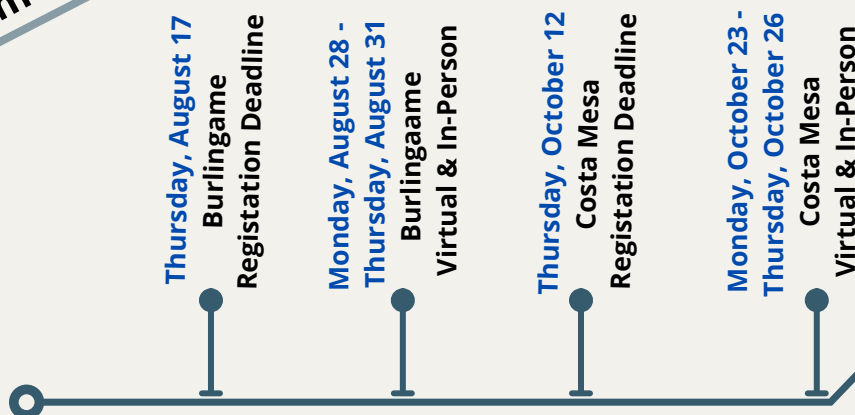 Thursday, August 17
Burlingame
Registation Deadline
Monday, August 28 -
Thursday, August 31
Burlingaame
Virtual & In-Person
Thursday, October 12
Costa Mesa
Registation Deadline
Monday, October 23 -
Thursday, October 26
Costa Mesa
Virtual & In-Person